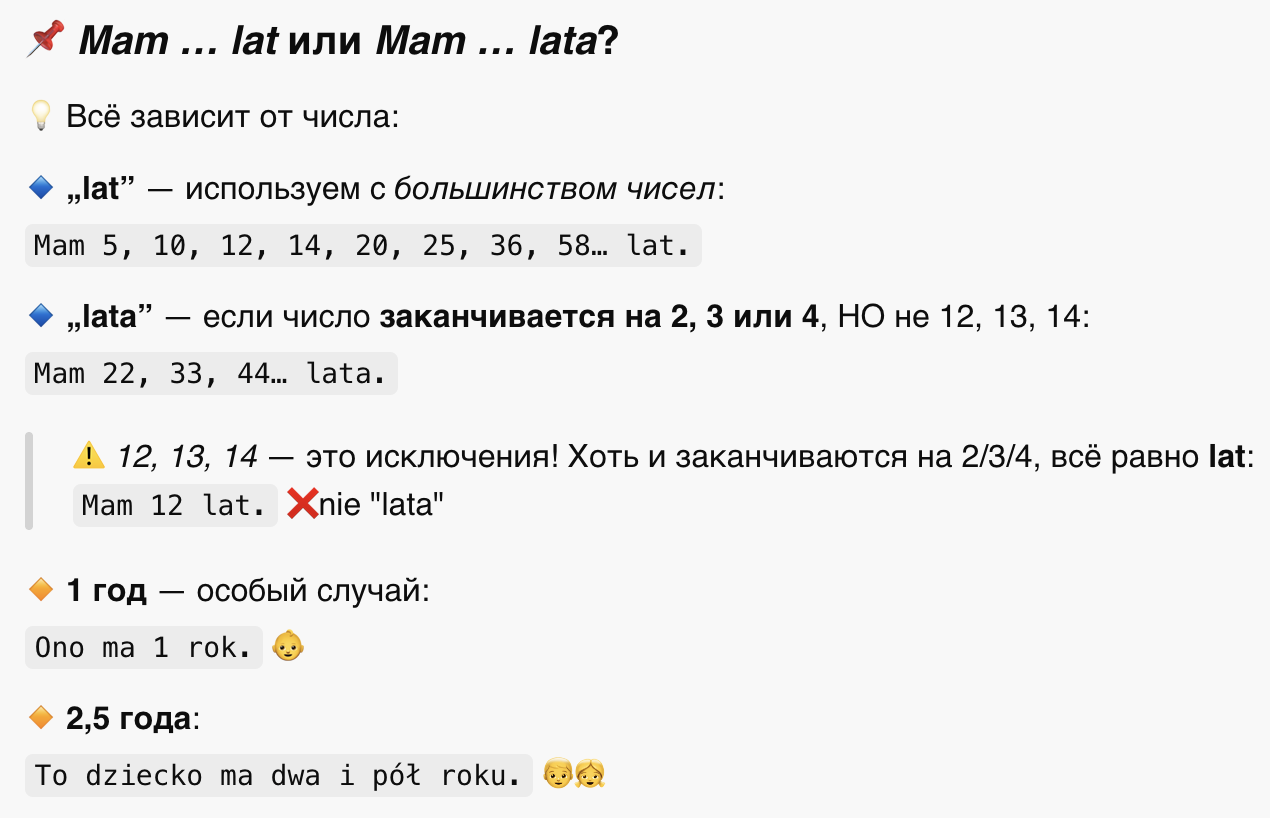 📌 Mam … lat или Mam … lata?
💡 Всё зависит от числа:
🔹 „lat” — используем с большинством чисел:
Mam 5, 10, 12, 14, 20, 25, 36, 58… lat.
🔹 „lata” — если число заканчивается на 2, 3 или 4, НО не 12, 13, 14:
Mam 22, 33, 44… lata.
⚠️ 12, 13, 14 — это исключения! Хоть и заканчиваются на 2/3/4, всё равно lat:
Mam 12 lat. ❌nie "lata"
🔸 1 год — особый случай:
Ono ma 1 rok. 👶
🔸 2,5 года:
To dziecko ma dwa i pół roku. 🧒👧